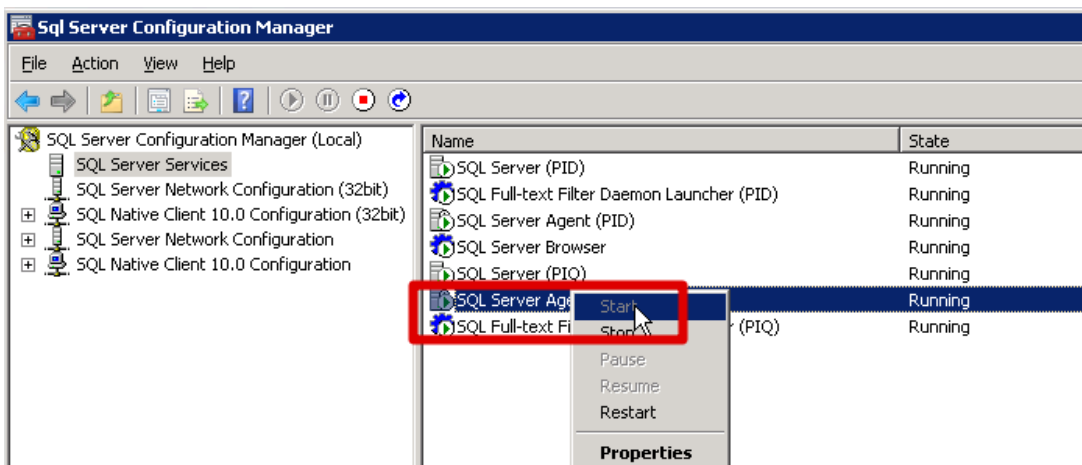 Sql Server Configuration Manager
File Action View Help
SQL Server Configuration Manager (Local)
SQL Server Services
SQL Server Network Configuration (32bit)
SQL Native Client 10.0 Configuration (32bit)
SQL Server Network Configuration
SQL Native Client 10.0 Configuration
Name State
SQL Server (PID) Running
SQL Full-text Filter Daemon Launcher (PID) Running
SQL Server Agent (PID) Running
SQL Server Browser Running
SQL Server (PIQ) Running
SQL Server Age Running
SQL Full-text Fi (PIQ) Running
Start
Stop
Pause
Resume
Restart
Properties